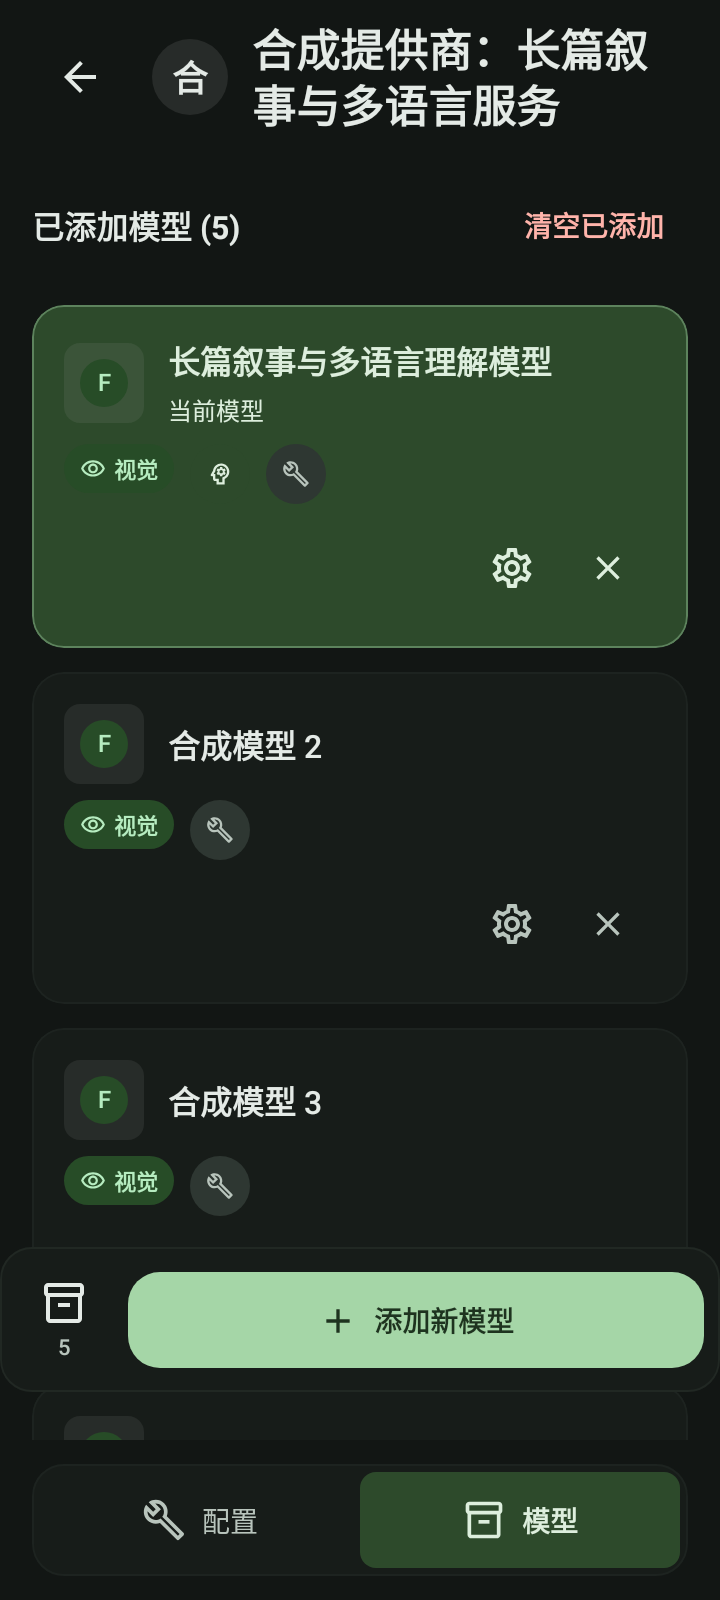 合
合成提供商：长篇叙
事与多语言服务
已添加模型 (5)
清空已添加
F
长篇叙事与多语言理解模型
当前模型
视觉
F
合成模型 2
视觉
F
合成模型 3
视觉
5
添加新模型
配置
模型